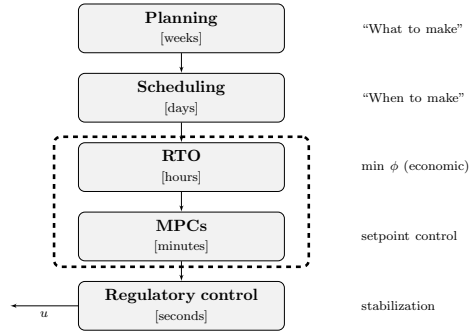 Planning
[weeks]
“What to make”
Scheduling
[days]
“When to make”
RTO
[hours]
min ϕ (economic)
MPCs
[minutes]
setpoint control
Regulatory control
[seconds]
stabilization
u